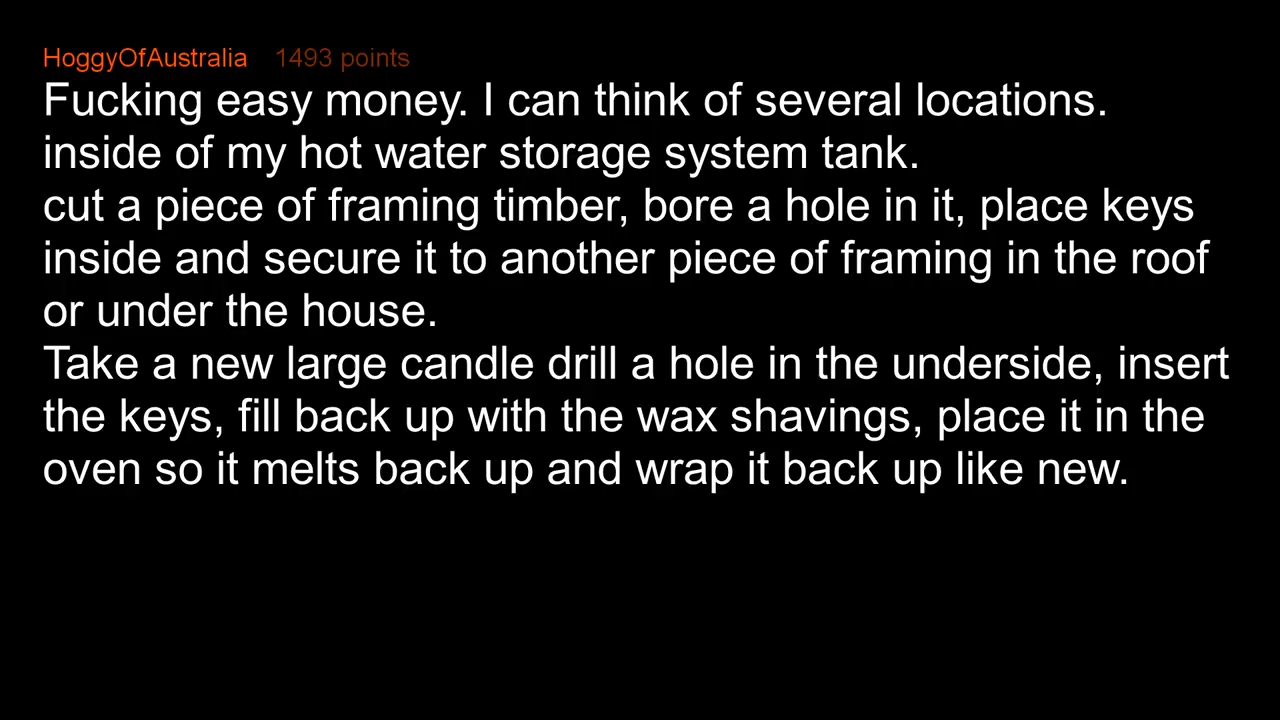 HoggyOfAustralia 1493 points
Fucking easy money. I can think of several locations.
inside of my hot water storage system tank.
cut a piece of framing timber, bore a hole in it, place keys
inside and secure it to another piece of framing in the roof
or under the house.
Take a new large candle drill a hole in the underside, insert
the keys, fill back up with the wax shavings, place it in the
oven so it melts back up and wrap it back up like new.